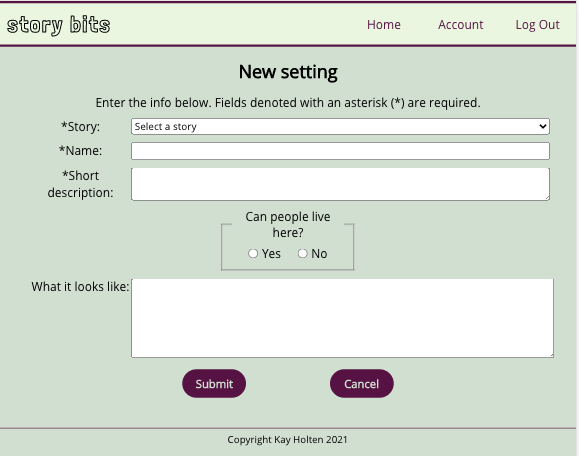 story bits
Home Account Log Out
New setting
Enter the info below. Fields denoted with an asterisk (*) are required.
*Story: Select a story
*Name:
*Short
description:
Can people live
here?
Yes No
What it looks like:
Submit Cancel
Copyright Kay Holten 2021